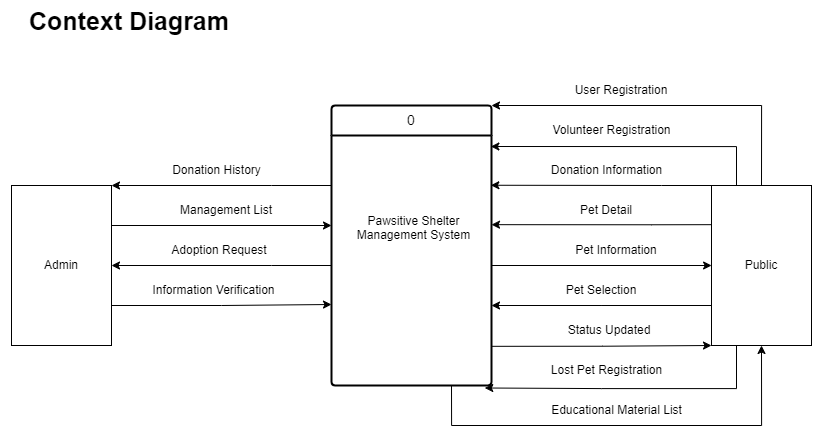 Context Diagram
User Registration
0
Volunteer Registration
Donation History
Donation Information
Management List
Pet Detail
Pawsitive Shelter
Management System
Adoption Request
Pet Information
Admin
Public
Information Verification
Pet Selection
Status Updated
Lost Pet Registration
Educational Material List